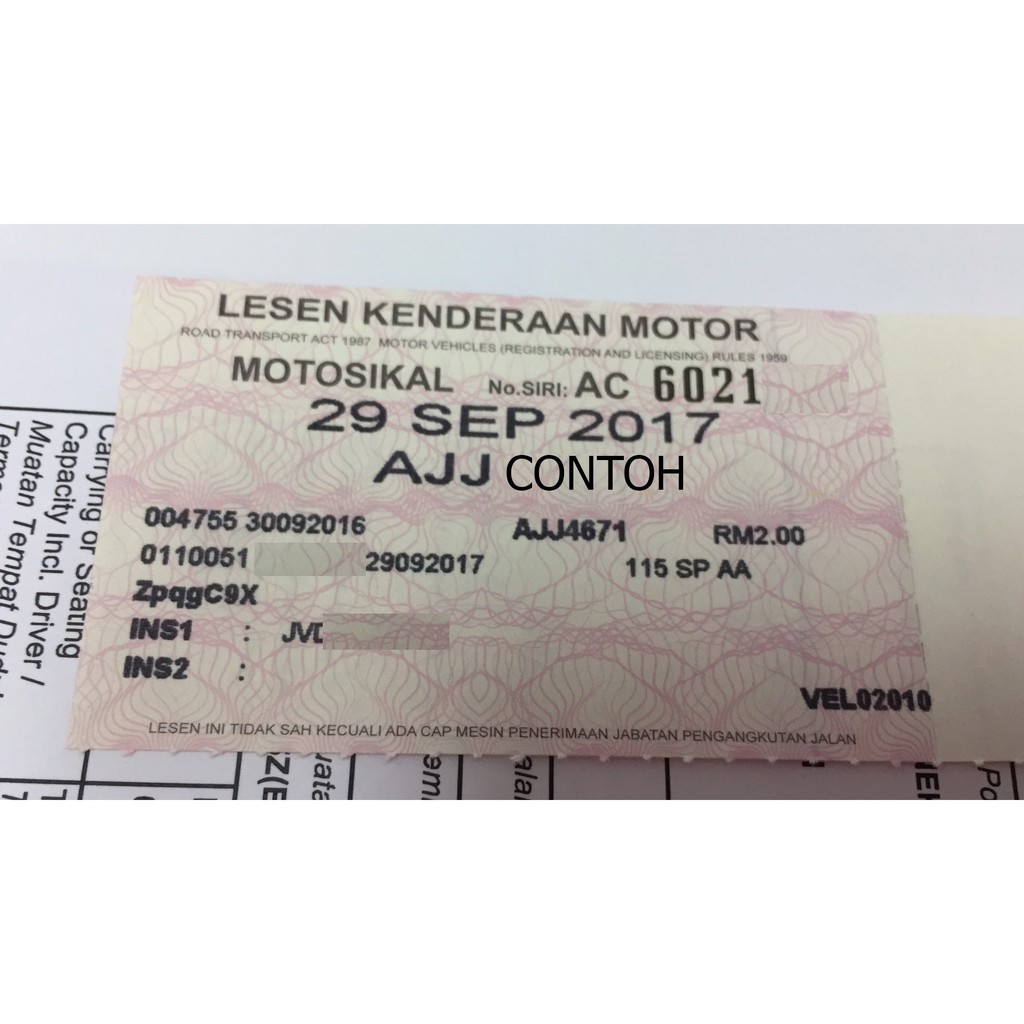 LESEN KENDERAAN MOTOR
ROAD TRANSPORT ACT 1987 MOTOR VEHICLES (REGISTRATION AND LICENSING) RULES 1959
MOTOSIKAL No.SIRI: AC 6021
29 SEP 2017
AJJ CONTOH
004755 30092016 AJJ4671 RM2.00
0110051 29092017 115 SP AA
ZpqgC9X
INS1 : JVD
INS2 :
VEL02010
LESEN INI TIDAK SAH KECUALI ADA CAP MESIN PENERIMAAN JABATAN PENGANGKUTAN JALAN
Carrying or Seating
Capacity Incl. Driver /
Muatan Tempat